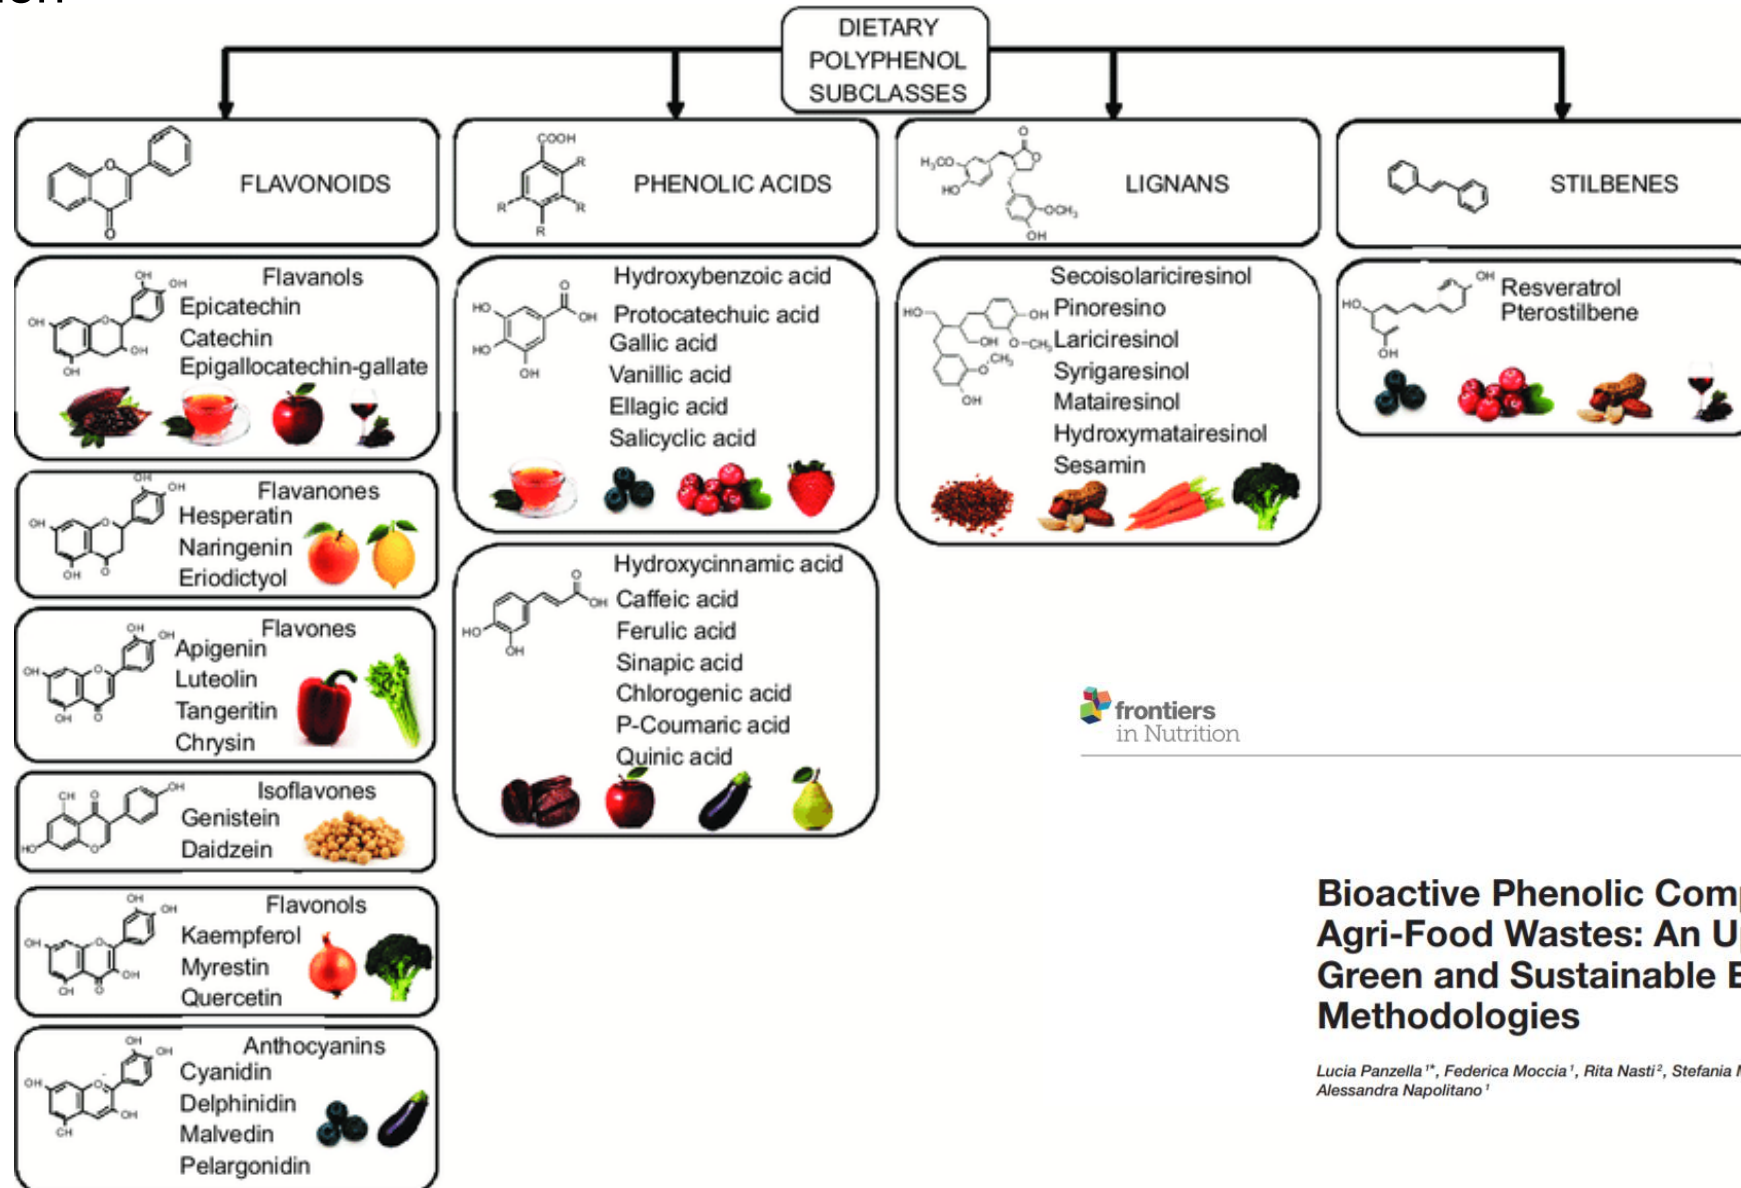 DIETARY
POLYPHENOL
SUBCLASSES
FLAVONOIDS
PHENOLIC ACIDS
LIGNANS
STILBENES
Flavanols
Epicatechin
Catechin
Epigallocatechin-gallate
Flavanones
Hesperatin
Naringenin
Eriodictyol
Flavones
Apigenin
Luteolin
Tangeritin
Chrysin
Isoflavones
Genistein
Daidzein
Flavonols
Kaempferol
Myrestin
Quercetin
Anthocyanins
Cyanidin
Delphinidin
Malvedin
Pelargonidin
Hydroxybenzoic acid
Protocatechuic acid
Gallic acid
Vanillic acid
Ellagic acid
Salicyclic acid
Hydroxycinnamic acid
Caffeic acid
Ferulic acid
Sinapic acid
Chlorogenic acid
P-Coumaric acid
Quinic acid
Secoisolariciresinol
Pinoresino
Lariciresinol
Syrigaresinol
Matairesinol
Hydroxymatairesinol
Sesamin
Resveratrol
Pterostilbene
frontiers
in Nutrition
Bioactive Phenolic
Agri-Food Wastes: An
Green and Sustainable
Methodologies
Lucia Panzella 1*, Federica Moccia 1, Rita Nasti 2, Stefania
Alessandra Napolitano 1